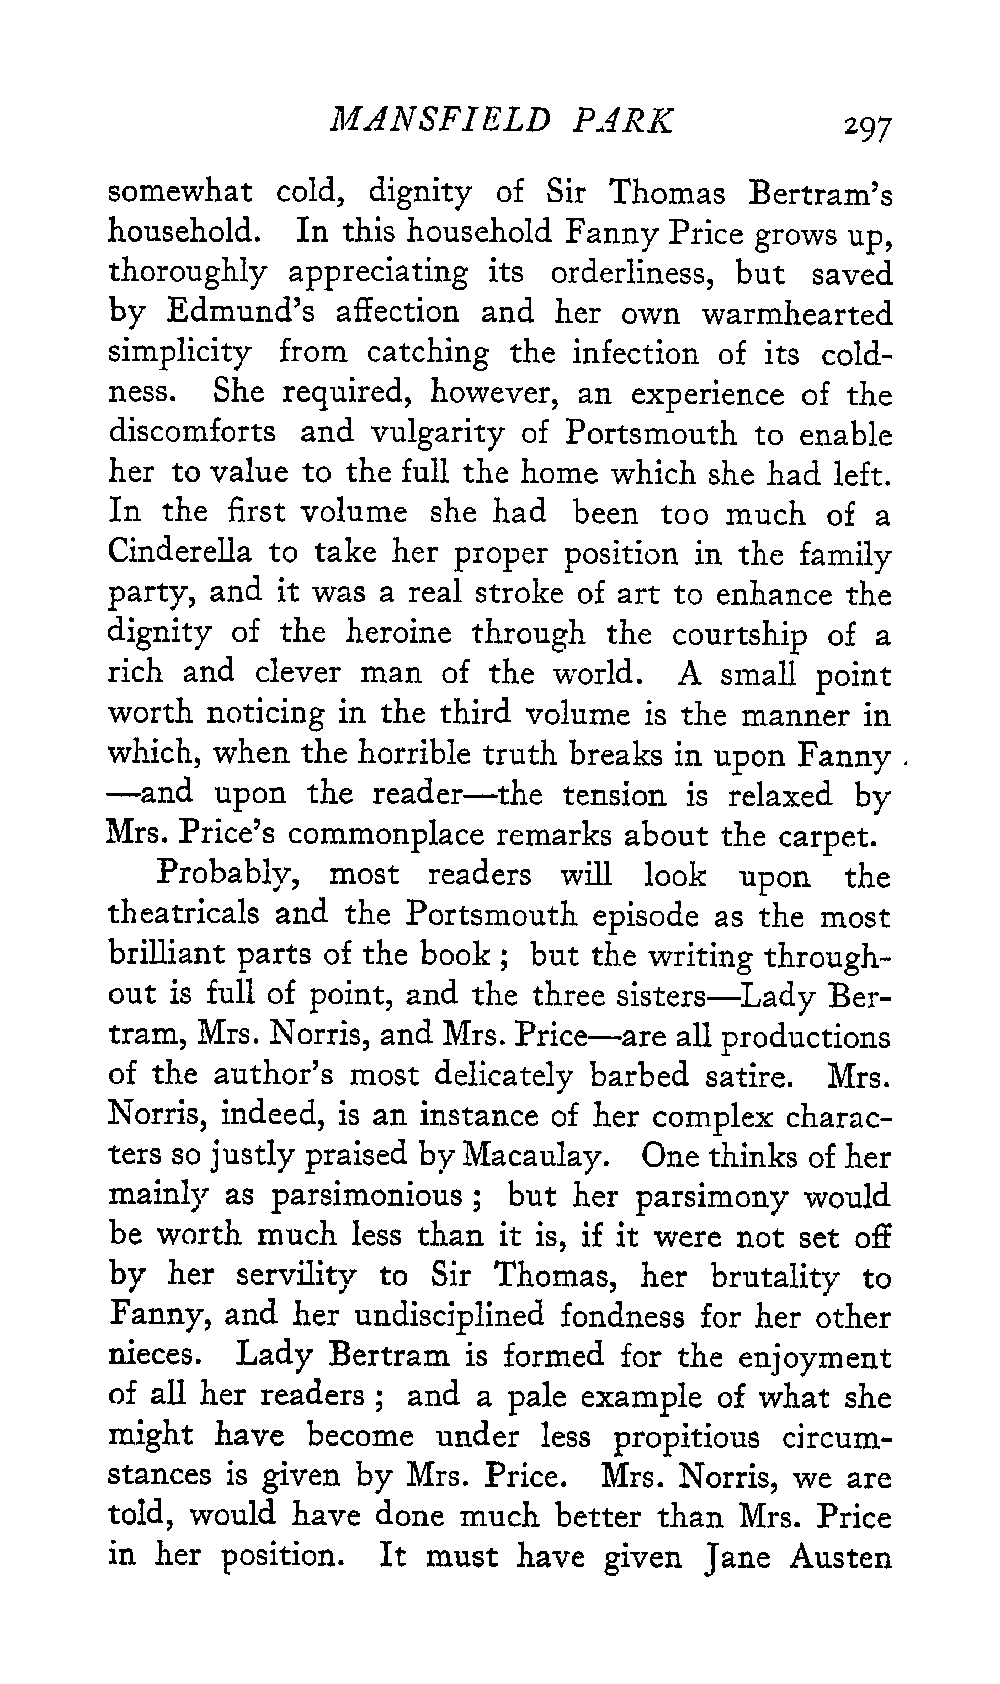 MANSFIELD PARK 297
somewhat cold, dignity of Sir Thomas Bertram's
household. In this household Fanny Price grows up,
thoroughly appreciating its orderliness, but saved
by Edmund's affection and her own warmhearted
simplicity from catching the infection of its cold-
ness. She required, however, an experience of the
discomforts and vulgarity of Portsmouth to enable
her to value to the full the home which she had left.
In the first volume she had been too much of a
Cinderella to take her proper position in the family
party, and it was a real stroke of art to enhance the
dignity of the heroine through the courtship of a
rich and clever man of the world. A small point
worth noticing in the third volume is the manner in
which, when the horrible truth breaks in upon Fanny
—and upon the reader—the tension is relaxed by
Mrs. Price's commonplace remarks about the carpet.
Probably, most readers will look upon the
theatricals and the Portsmouth episode as the most
brilliant parts of the book ; but the writing through-
out is full of point, and the three sisters—Lady Ber-
tram, Mrs. Norris, and Mrs. Price—are all productions
of the author's most delicately barbed satire. Mrs.
Norris, indeed, is an instance of her complex charac-
ters so justly praised by Macaulay. One thinks of her
mainly as parsimonious ; but her parsimony would
be worth much less than it is, if it were not set off
by her servility to Sir Thomas, her brutality to
Fanny, and her undisciplined fondness for her other
nieces. Lady Bertram is formed for the enjoyment
of all her readers ; and a pale example of what she
might have become under less propitious circum-
stances is given by Mrs. Price. Mrs. Norris, we are
told, would have done much better than Mrs. Price
in her position. It must have given Jane Austen